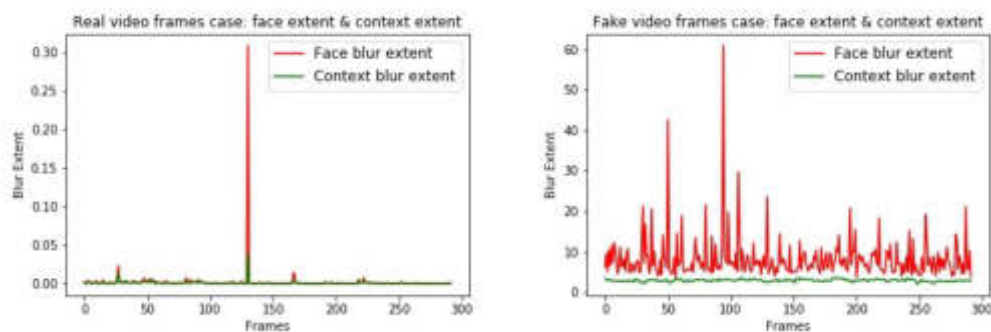 Real video frames case: face extent & context extent
Face blur extent
Context blur extent
Blur Extent
0.30
0.25
0.20
0.15
0.10
0.05
0.00
0
50
100
150
200
250
300
Frames
Fake video frames case: face extent & context extent
Face blur extent
Context blur extent
Blur Extent
60
50
40
30
20
10
0
0
50
100
150
200
250
300
Frames